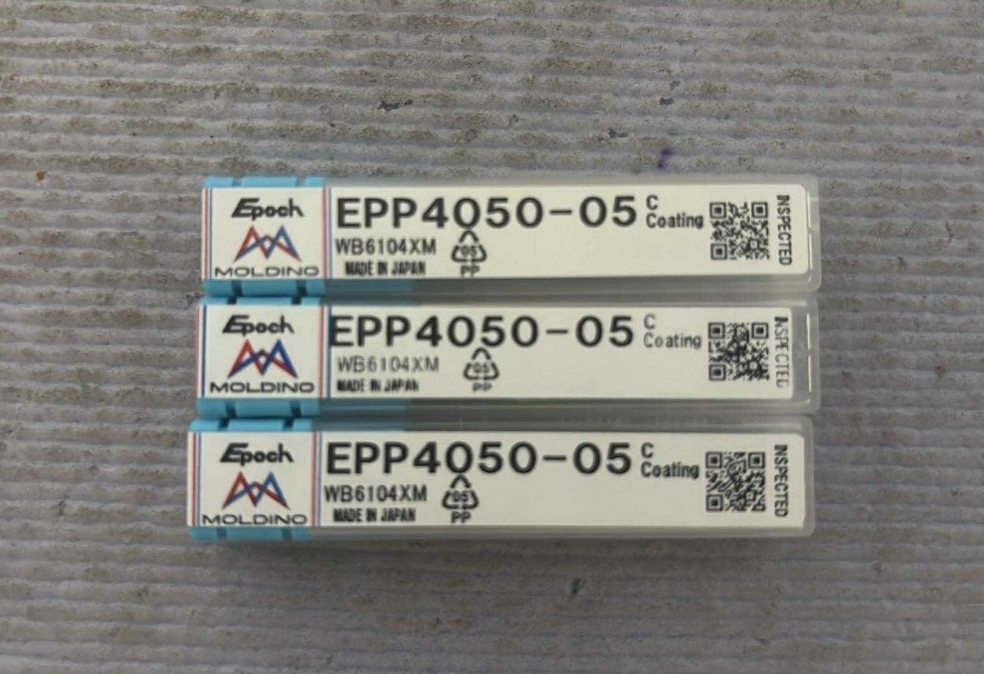 Epoch
MOLDINO
EPP4050-05 C Coating
WB6104XM
05
PP
MADE IN JAPAN
INSPECTED
Epoch
MOLDINO
EPP4050-05 C Coating
WB6104XM
05
PP
MADE IN JAPAN
INSPECTED
Epoch
MOLDINO
EPP4050-05 C Coating
WB6104XM
05
PP
MADE IN JAPAN
INSPECTED